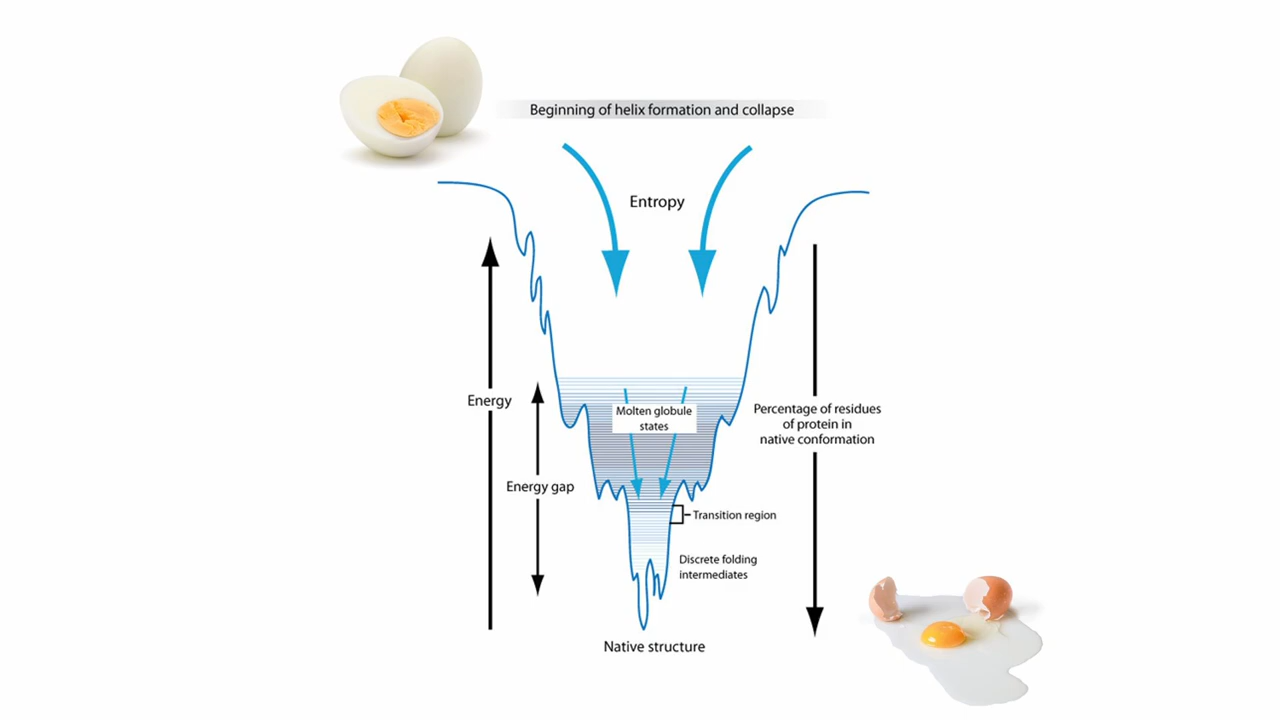 Beginning of helix formation and collapse
Entropy
Energy
Molten globule
states
Percentage of residues
of protein in
native conformation
Energy gap
Transition region
Discrete folding
intermediates
Native structure